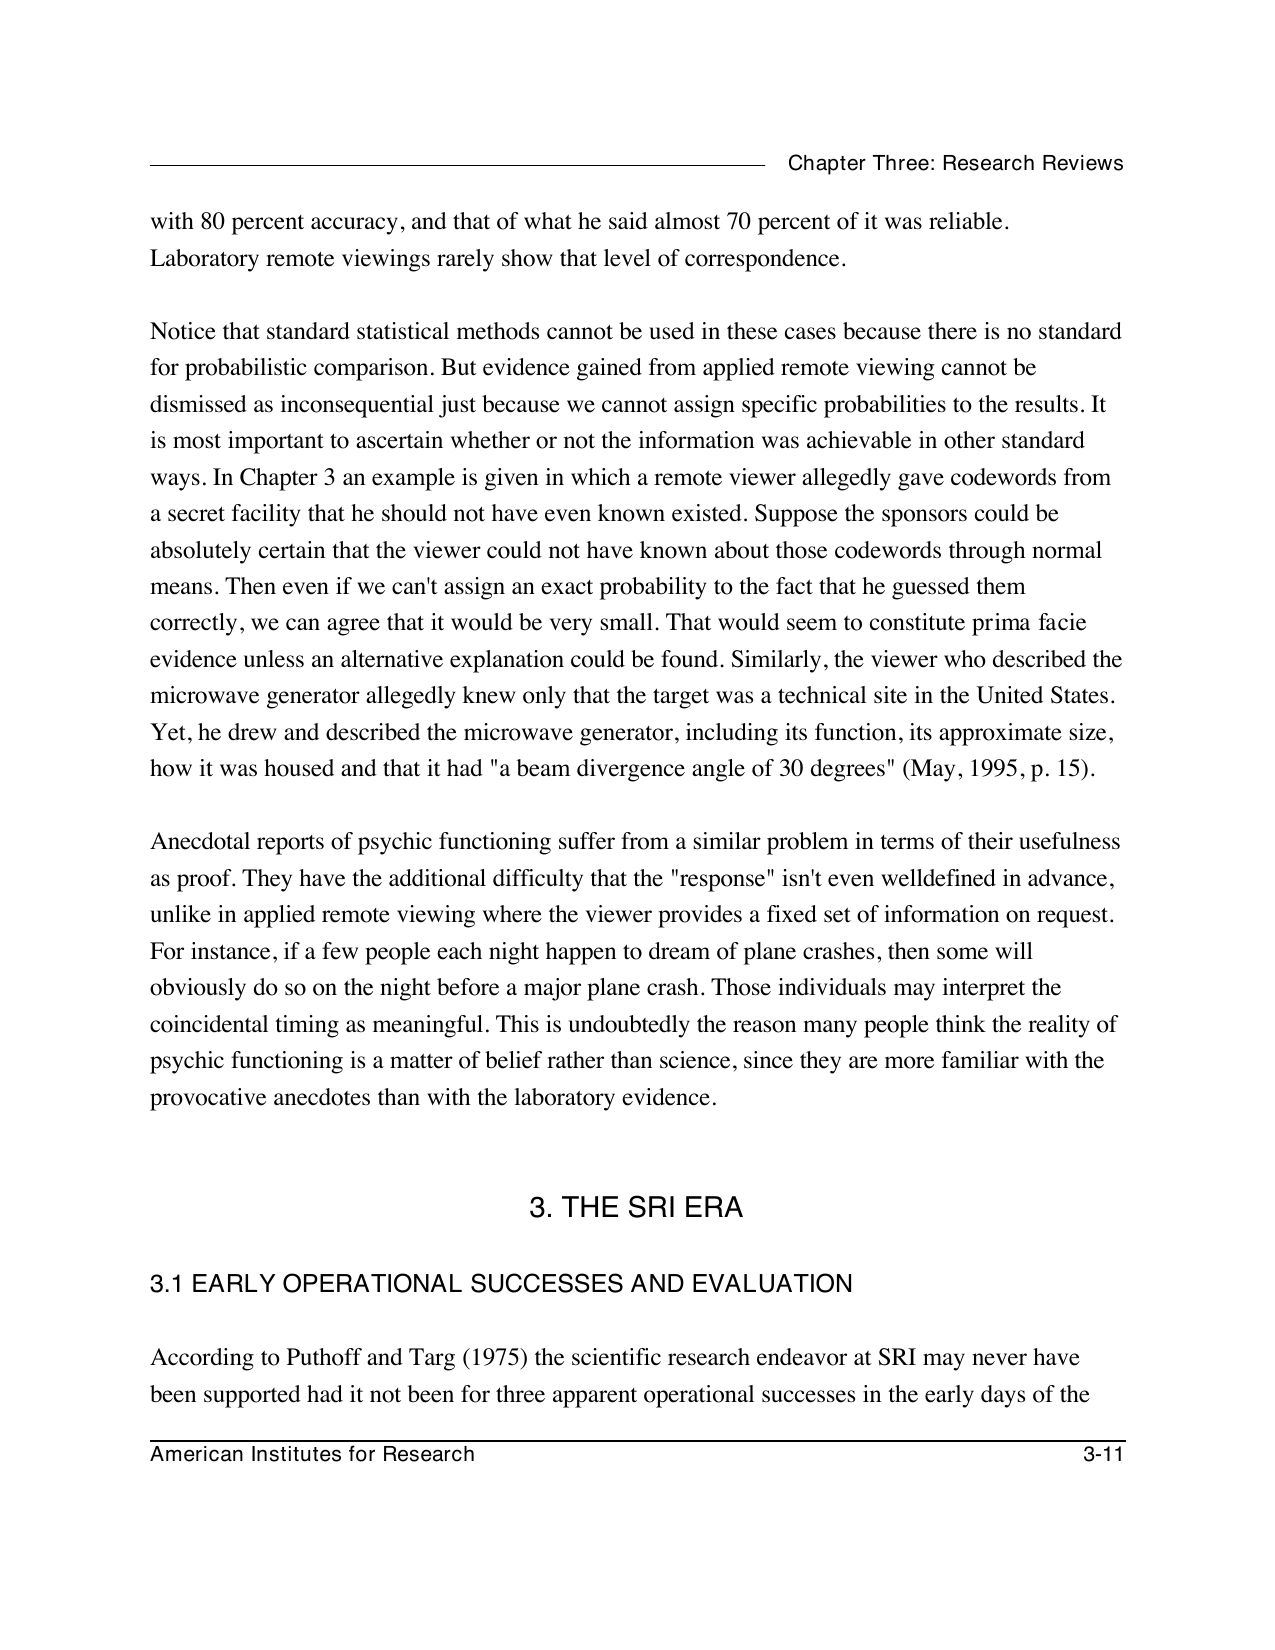 Chapter Three: Research Reviews
with 80 percent accuracy, and that of what he said almost 70 percent of it was reliable.
Laboratory remote viewings rarely show that level of correspondence.
Notice that standard statistical methods cannot be used in these cases because there is no standard
for probabilistic comparison. But evidence gained from applied remote viewing cannot be
dismissed as inconsequential just because we cannot assign specific probabilities to the results. It
is most important to ascertain whether or not the information was achievable in other standard
ways. In Chapter 3 an example is given in which a remote viewer allegedly gave codewords from
a secret facility that he should not have even known existed. Suppose the sponsors could be
absolutely certain that the viewer could not have known about those codewords through normal
means. Then even if we can't assign an exact probability to the fact that he guessed them
correctly, we can agree that it would be very small. That would seem to constitute prima facie
evidence unless an alternative explanation could be found. Similarly, the viewer who described the
microwave generator allegedly knew only that the target was a technical site in the United States.
Yet, he drew and described the microwave generator, including its function, its approximate size,
how it was housed and that it had "a beam divergence angle of 30 degrees" (May, 1995, p. 15).
Anecdotal reports of psychic functioning suffer from a similar problem in terms of their usefulness
as proof. They have the additional difficulty that the "response" isn't even welldefined in advance,
unlike in applied remote viewing where the viewer provides a fixed set of information on request.
For instance, if a few people each night happen to dream of plane crashes, then some will
obviously do so on the night before a major plane crash. Those individuals may interpret the
coincidental timing as meaningful. This is undoubtedly the reason many people think the reality of
psychic functioning is a matter of belief rather than science, since they are more familiar with the
provocative anecdotes than with the laboratory evidence.
3. THE SRI ERA
3.1 EARLY OPERATIONAL SUCCESSES AND EVALUATION
According to Puthoff and Targ (1975) the scientific research endeavor at SRI may never have
been supported had it not been for three apparent operational successes in the early days of the
American Institutes for Research 3-11